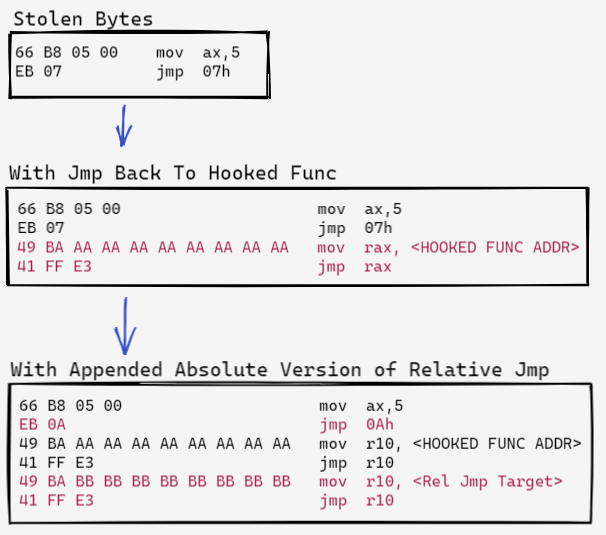 Stolen Bytes
66 B8 05 00 mov ax,5
EB 07 jmp 07h
With Jmp Back To Hooked Func
66 B8 05 00 mov ax,5
EB 07 jmp 07h
49 BA AA AA AA AA AA AA AA AA mov rax, <HOOKED FUNC ADDR>
41 FF E3 jmp rax
With Appended Absolute Version of Relative Jmp
66 B8 05 00 mov ax,5
EB 0A jmp 0Ah
49 BA AA AA AA AA AA AA AA AA mov r10, <HOOKED FUNC ADDR>
41 FF E3 jmp r10
49 BA BB BB BB BB BB BB BB BB mov r10, <Rel Jmp Target>
41 FF E3 jmp r10